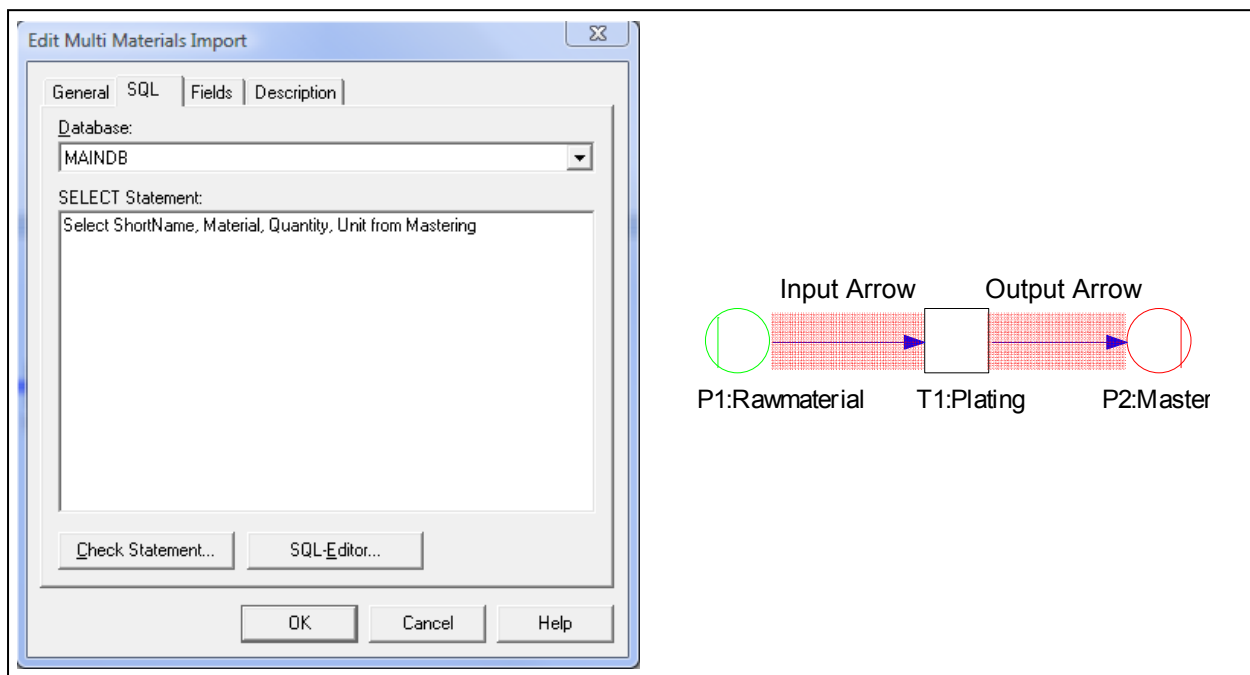 Edit Multi Materials Import
General SQL Fields Description
Database:
MAINDB
SELECT Statement:
Select ShortName, Material, Quantity, Unit from Mastering
Check Statement... SQL-Editor...
OK Cancel Help
Input Arrow Output Arrow
P1:Rawmaterial T1:Plating P2:Master